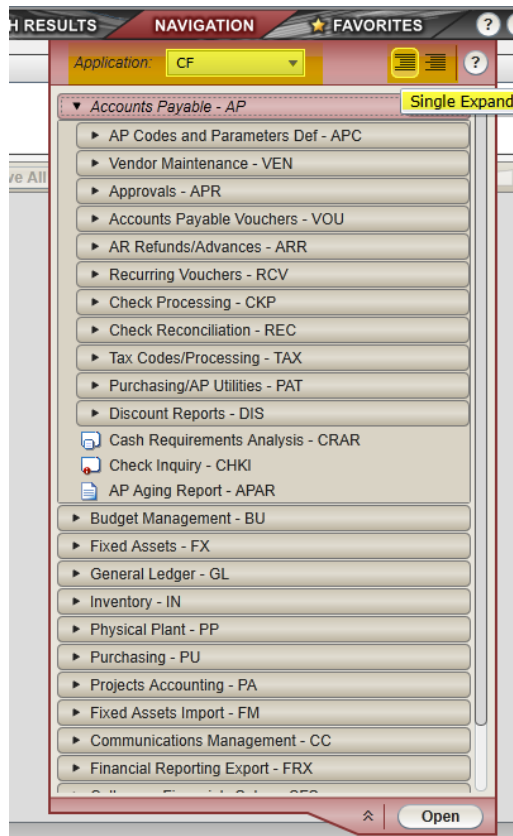 H RESULTS NAVIGATION FAVORITES ?
Application: CF ?
Accounts Payable - AP
Single Expand
AP Codes and Parameters Def - APC
Vendor Maintenance - VEN
ve All
Approvals - APR
Accounts Payable Vouchers - VOU
AR Refunds/Advances - ARR
Recurring Vouchers - RCV
Check Processing - CKP
Check Reconciliation - REC
Tax Codes/Processing - TAX
Purchasing/AP Utilities - PAT
Discount Reports - DIS
Cash Requirements Analysis - CRAR
Check Inquiry - CHKI
AP Aging Report - APAR
Budget Management - BU
Fixed Assets - FX
General Ledger - GL
Inventory - IN
Physical Plant - PP
Purchasing - PU
Projects Accounting - PA
Fixed Assets Import - FM
Communications Management - CC
Financial Reporting Export - FRX
Open